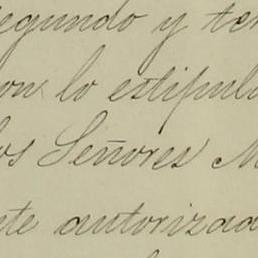 segundo y ter
con lo estipula
los Señores M
te autorizad